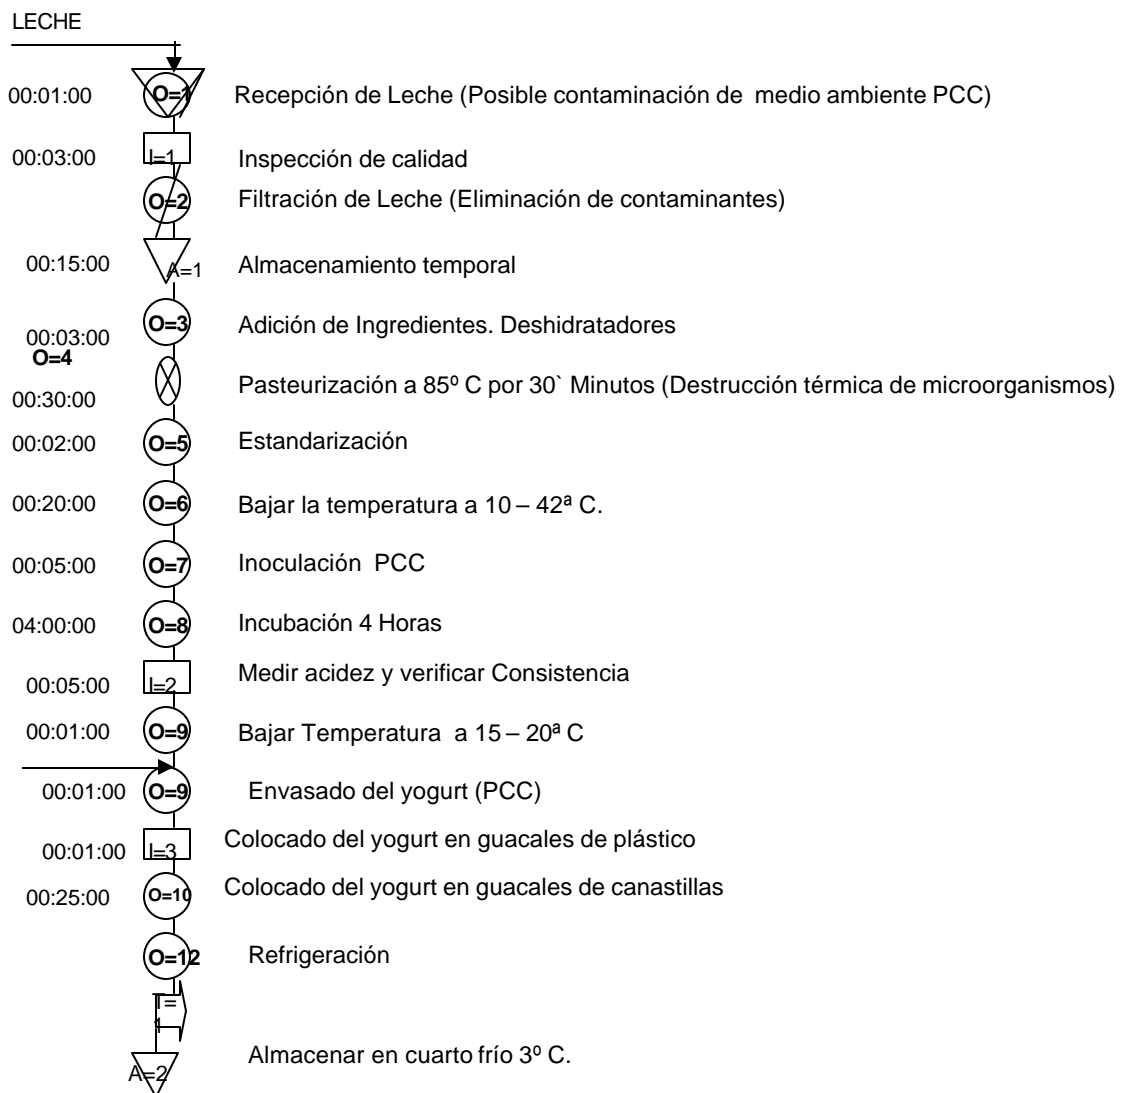 LECHE
00:01:00 O=1 Recepción de Leche (Posible contaminación de medio ambiente PCC)
00:03:00 I=1 Inspección de calidad
O=2 Filtración de Leche (Eliminación de contaminantes)
00:15:00 A=1 Almacenamiento temporal
00:03:00 O=3 Adición de Ingredientes. Deshidratadores
O=4
00:30:00 Pasteurización a 85º C por 30` Minutos (Destrucción térmica de microorganismos)
00:02:00 O=5 Estandarización
00:20:00 O=6 Bajar la temperatura a 10 – 42ª C.
00:05:00 O=7 Inoculación PCC
04:00:00 O=8 Incubación 4 Horas
00:05:00 I=2 Medir acidez y verificar Consistencia
00:01:00 O=9 Bajar Temperatura a 15 – 20ª C
00:01:00 O=9 Envasado del yogurt (PCC)
00:01:00 I=3 Colocado del yogurt en guacales de plástico
00:25:00 O=10 Colocado del yogurt en guacales de canastillas
O=12 Refrigeración
T=
1
A=2 Almacenar en cuarto frío 3º C.